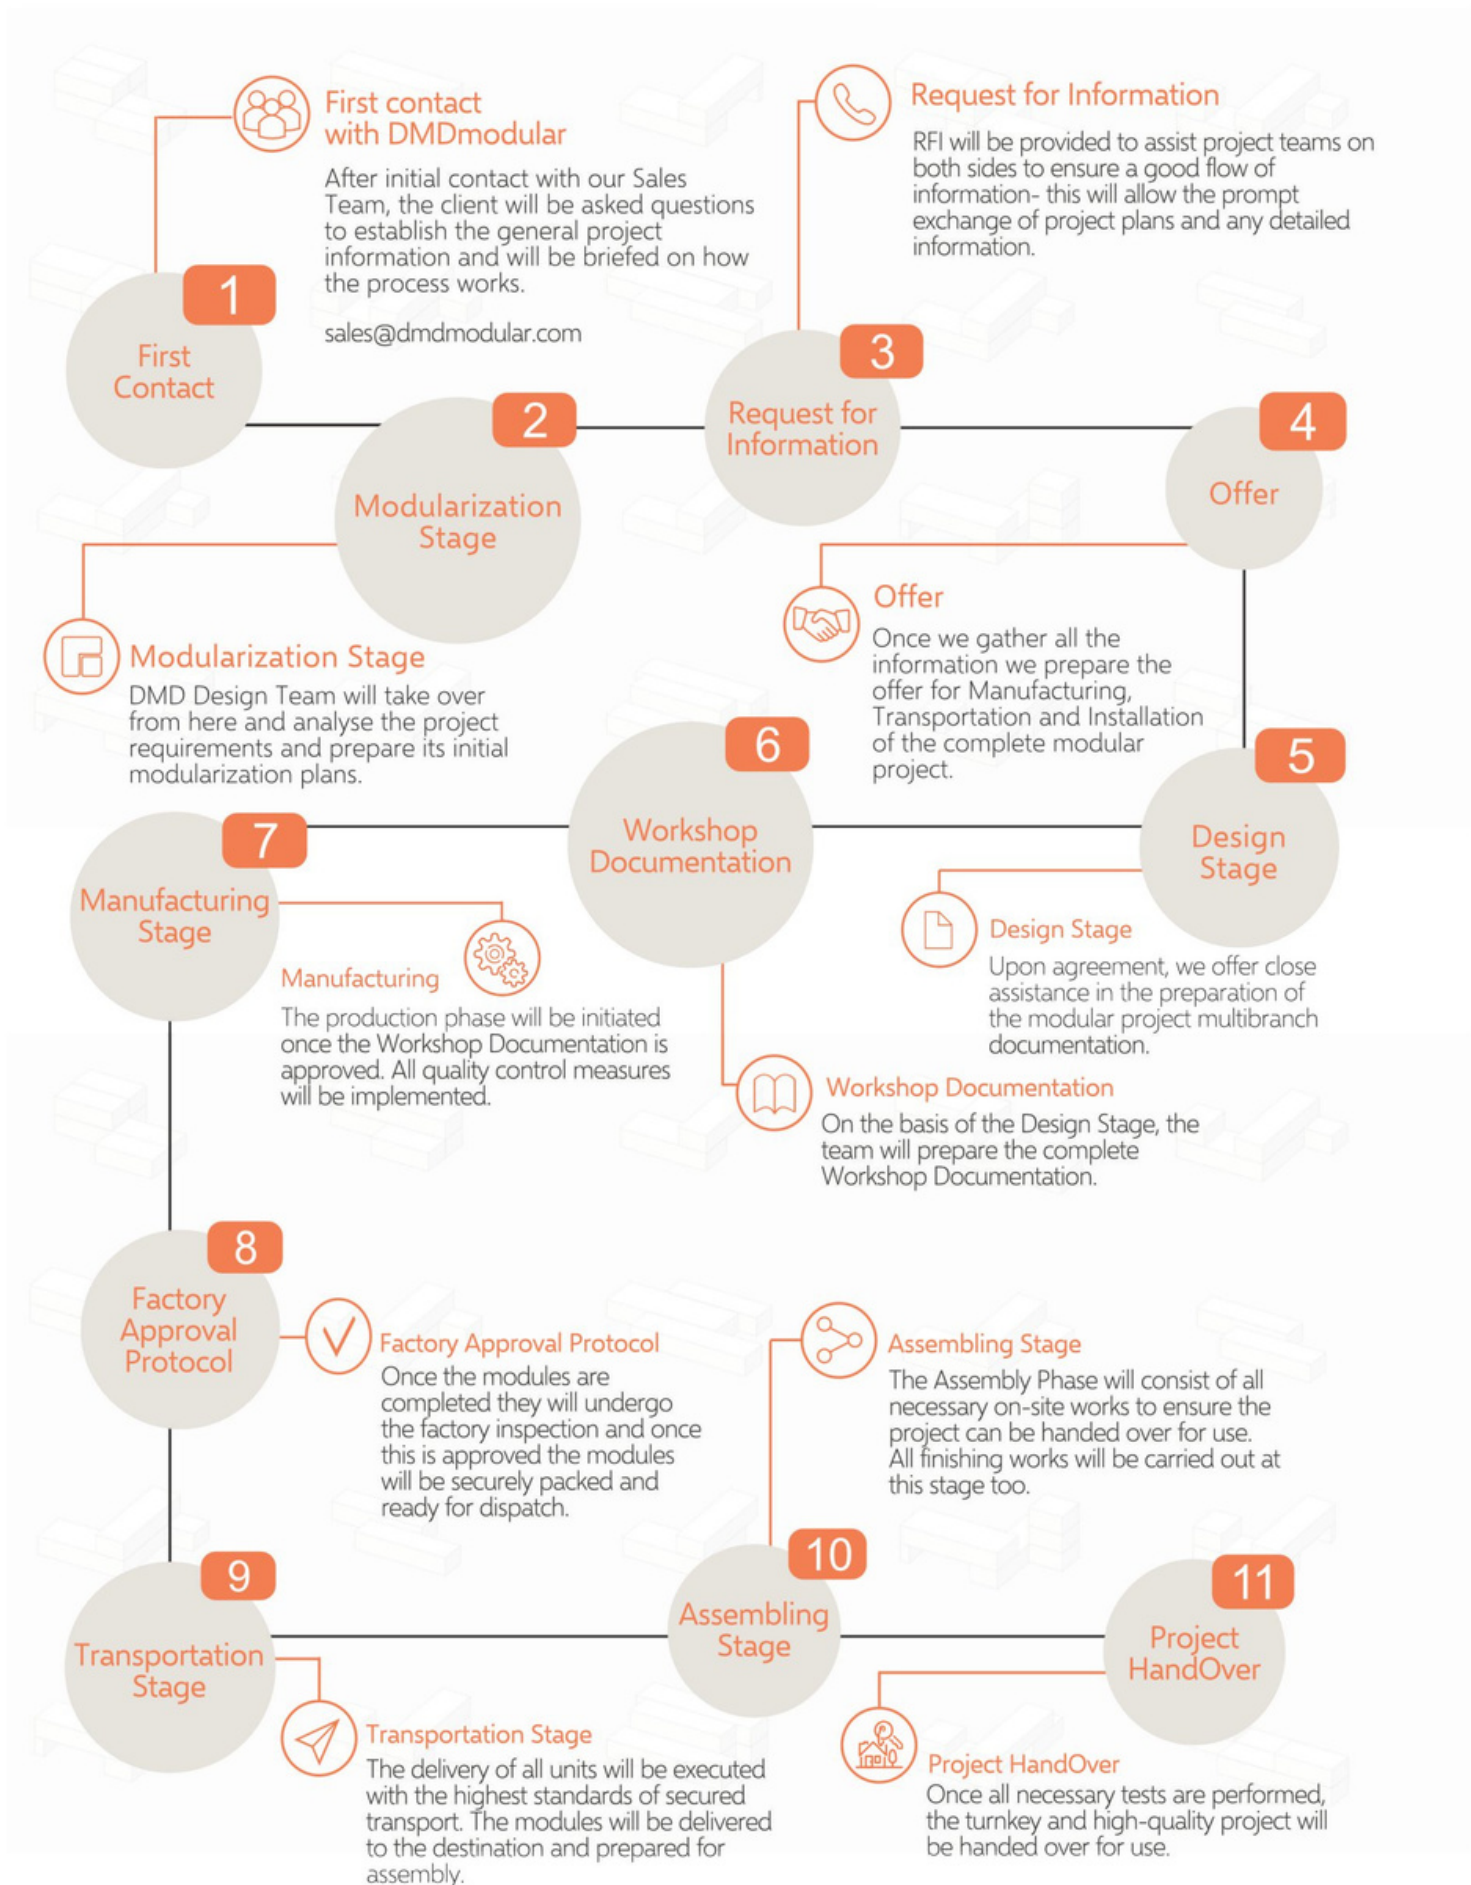 First contact
with DMDmodular
After initial contact with our Sales
Team, the client will be asked questions
to establish the general project
information and will be briefed on how
the process works.
sales@dmdmodular.com
1
First
Contact
2
Modularization
Stage
Modularization Stage
DMD Design Team will take over
from here and analyse the project
requirements and prepare its initial
modularization plans.
Request for Information
RFI will be provided to assist project teams on
both sides to ensure a good flow of
information- this will allow the prompt
exchange of project plans and any detailed
information.
3
Request for
Information
4
Offer
Offer
Once we gather all the
information we prepare the
offer for Manufacturing,
Transportation and Installation
of the complete modular
project.
5
Design
Stage
Design Stage
Upon agreement, we offer close
assistance in the preparation of
the modular project multibranch
documentation.
6
Workshop
Documentation
Workshop Documentation
On the basis of the Design Stage, the
team will prepare the complete
Workshop Documentation.
7
Manufacturing
Stage
Manufacturing
The production phase will be initiated
once the Workshop Documentation is
approved. All quality control measures
will be implemented.
8
Factory
Approval
Protocol
Factory Approval Protocol
Once the modules are
completed they will undergo
the factory inspection and once
this is approved the modules
will be securely packed and
ready for dispatch.
9
Transportation
Stage
Transportation Stage
The delivery of all units will be executed
with the highest standards of secured
transport. The modules will be delivered
to the destination and prepared for
assembly.
Assembling Stage
The Assembly Phase will consist of all
necessary on-site works to ensure the
project can be handed over for use.
All finishing works will be carried out at
this stage too.
10
Assembling
Stage
11
Project
HandOver
Project HandOver
Once all necessary tests are performed,
the turnkey and high-quality project will
be handed over for use.